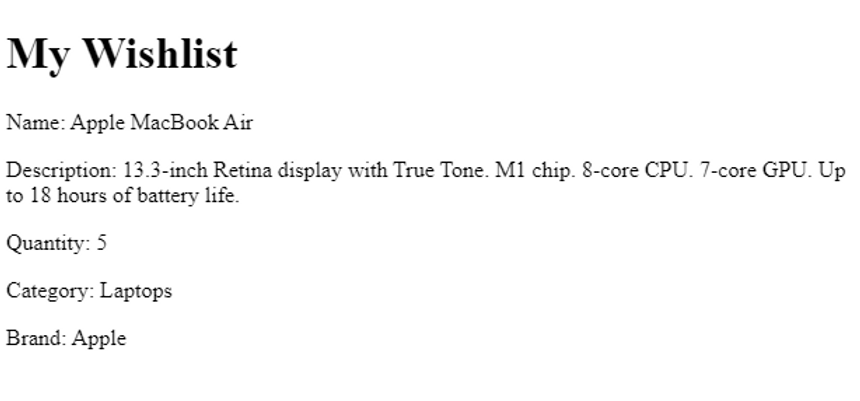 My Wishlist
Name: Apple MacBook Air
Description: 13.3-inch Retina display with True Tone. M1 chip. 8-core CPU. 7-core GPU. Up
to 18 hours of battery life.
Quantity: 5
Category: Laptops
Brand: Apple